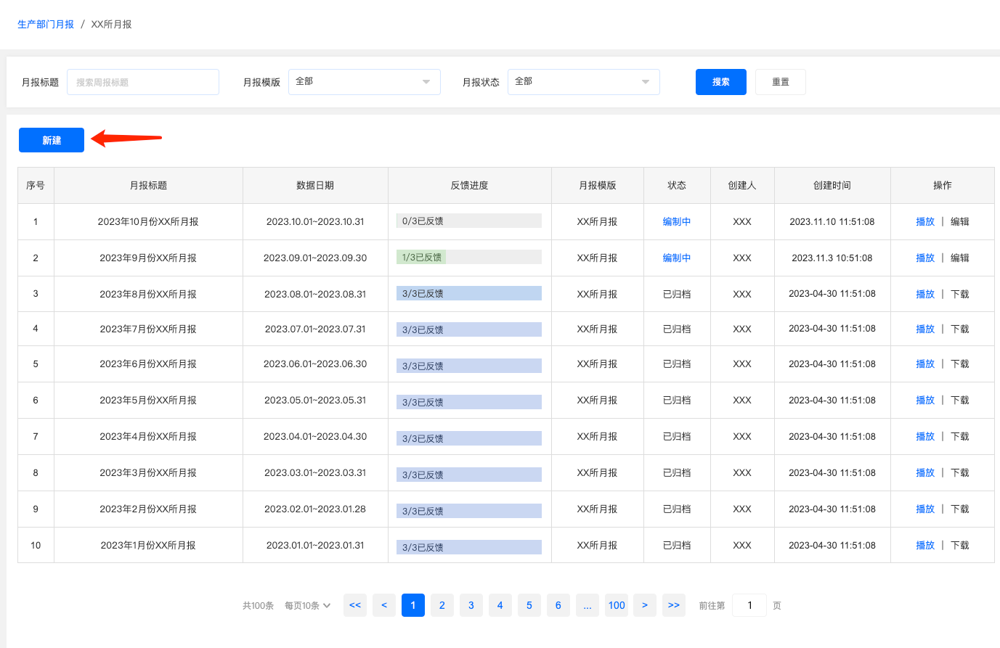 生产部门月报 / XX所月报
月报标题 搜索周报标题 月报模版 全部 月报状态 全部 搜索 重置
新建
序号 月报标题 数据日期 反馈进度 月报模版 状态 创建人 创建时间 操作
1 2023年10月份XX所月报 2023.10.01~2023.10.31 0/3已反馈 XX所月报 编制中 XXX 2023.11.10 11:51:08 播放 | 编辑
2 2023年9月份XX所月报 2023.09.01~2023.09.30 1/3已反馈 XX所月报 编制中 XXX 2023.11.3 10:51:08 播放 | 编辑
3 2023年8月份XX所月报 2023.08.01~2023.08.31 3/3已反馈 XX所月报 已归档 XXX 2023-04-30 11:51:08 播放 | 下载
4 2023年7月份XX所月报 2023.07.01~2023.07.31 3/3已反馈 XX所月报 已归档 XXX 2023-04-30 11:51:08 播放 | 下载
5 2023年6月份XX所月报 2023.06.01~2023.06.30 3/3已反馈 XX所月报 已归档 XXX 2023-04-30 11:51:08 播放 | 下载
6 2023年5月份XX所月报 2023.05.01~2023.05.31 3/3已反馈 XX所月报 已归档 XXX 2023-04-30 11:51:08 播放 | 下载
7 2023年4月份XX所月报 2023.04.01~2023.04.30 3/3已反馈 XX所月报 已归档 XXX 2023-04-30 11:51:08 播放 | 下载
8 2023年3月份XX所月报 2023.03.01~2023.03.31 3/3已反馈 XX所月报 已归档 XXX 2023-04-30 11:51:08 播放 | 下载
9 2023年2月份XX所月报 2023.02.01~2023.01.28 3/3已反馈 XX所月报 已归档 XXX 2023-04-30 11:51:08 播放 | 下载
10 2023年1月份XX所月报 2023.01.01~2023.01.31 3/3已反馈 XX所月报 已归档 XXX 2023-04-30 11:51:08 播放 | 下载
共100条 每页10条 << < 1 2 3 4 5 6 ... 100 > >> 前往第 1 页